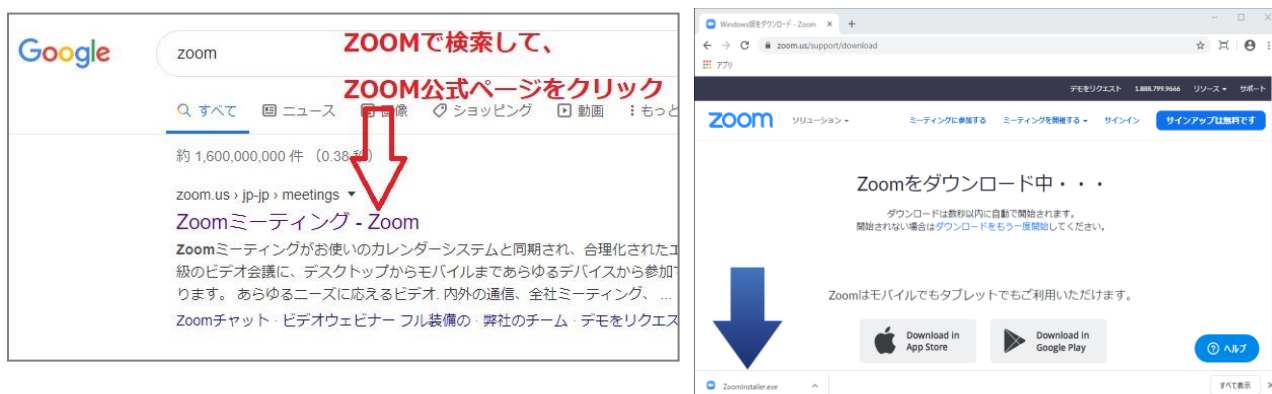 Google
zoom
ZOOMで検索して、
ZOOM公式ページをクリック
すべて ニュース 画像 ショッピング 動画 もっと
約 1,600,000,000 件 (0.38 秒)
zoom.us › jp-jp › meetings
Zoomミーティング - Zoom
Zoomミーティングがお使いのカレンダーシステムと同期され、合理化されたエ
級のビデオ会議に、デスクトップからモバイルまであらゆるデバイスから参加
ります。 あらゆるニーズに応えるビデオ. 内外の通信、全社ミーティング、 ...
Zoomチャット · ビデオウェビナー フル装備の · 弊社のチーム · デモをリクエス
Windows版をダウンロード - Zoom
zoom.us/support/download
アプリ
デモをリクエスト 1.888.799.9666 リソース サポート
zoom ソリューション ミーティングに参加する ミーティングを開催する サインイン サインアップは無料です
Zoomをダウンロード中・・・
ダウンロードは数秒以内に自動で開始されます。
開始されない場合はダウンロードをもう一度開始してください。
Zoomはモバイルでもタブレットでもご利用いただけます。
Download in
App Store
Download in
Google Play
ヘルプ
ZoomInstaller.exe
すべて表示